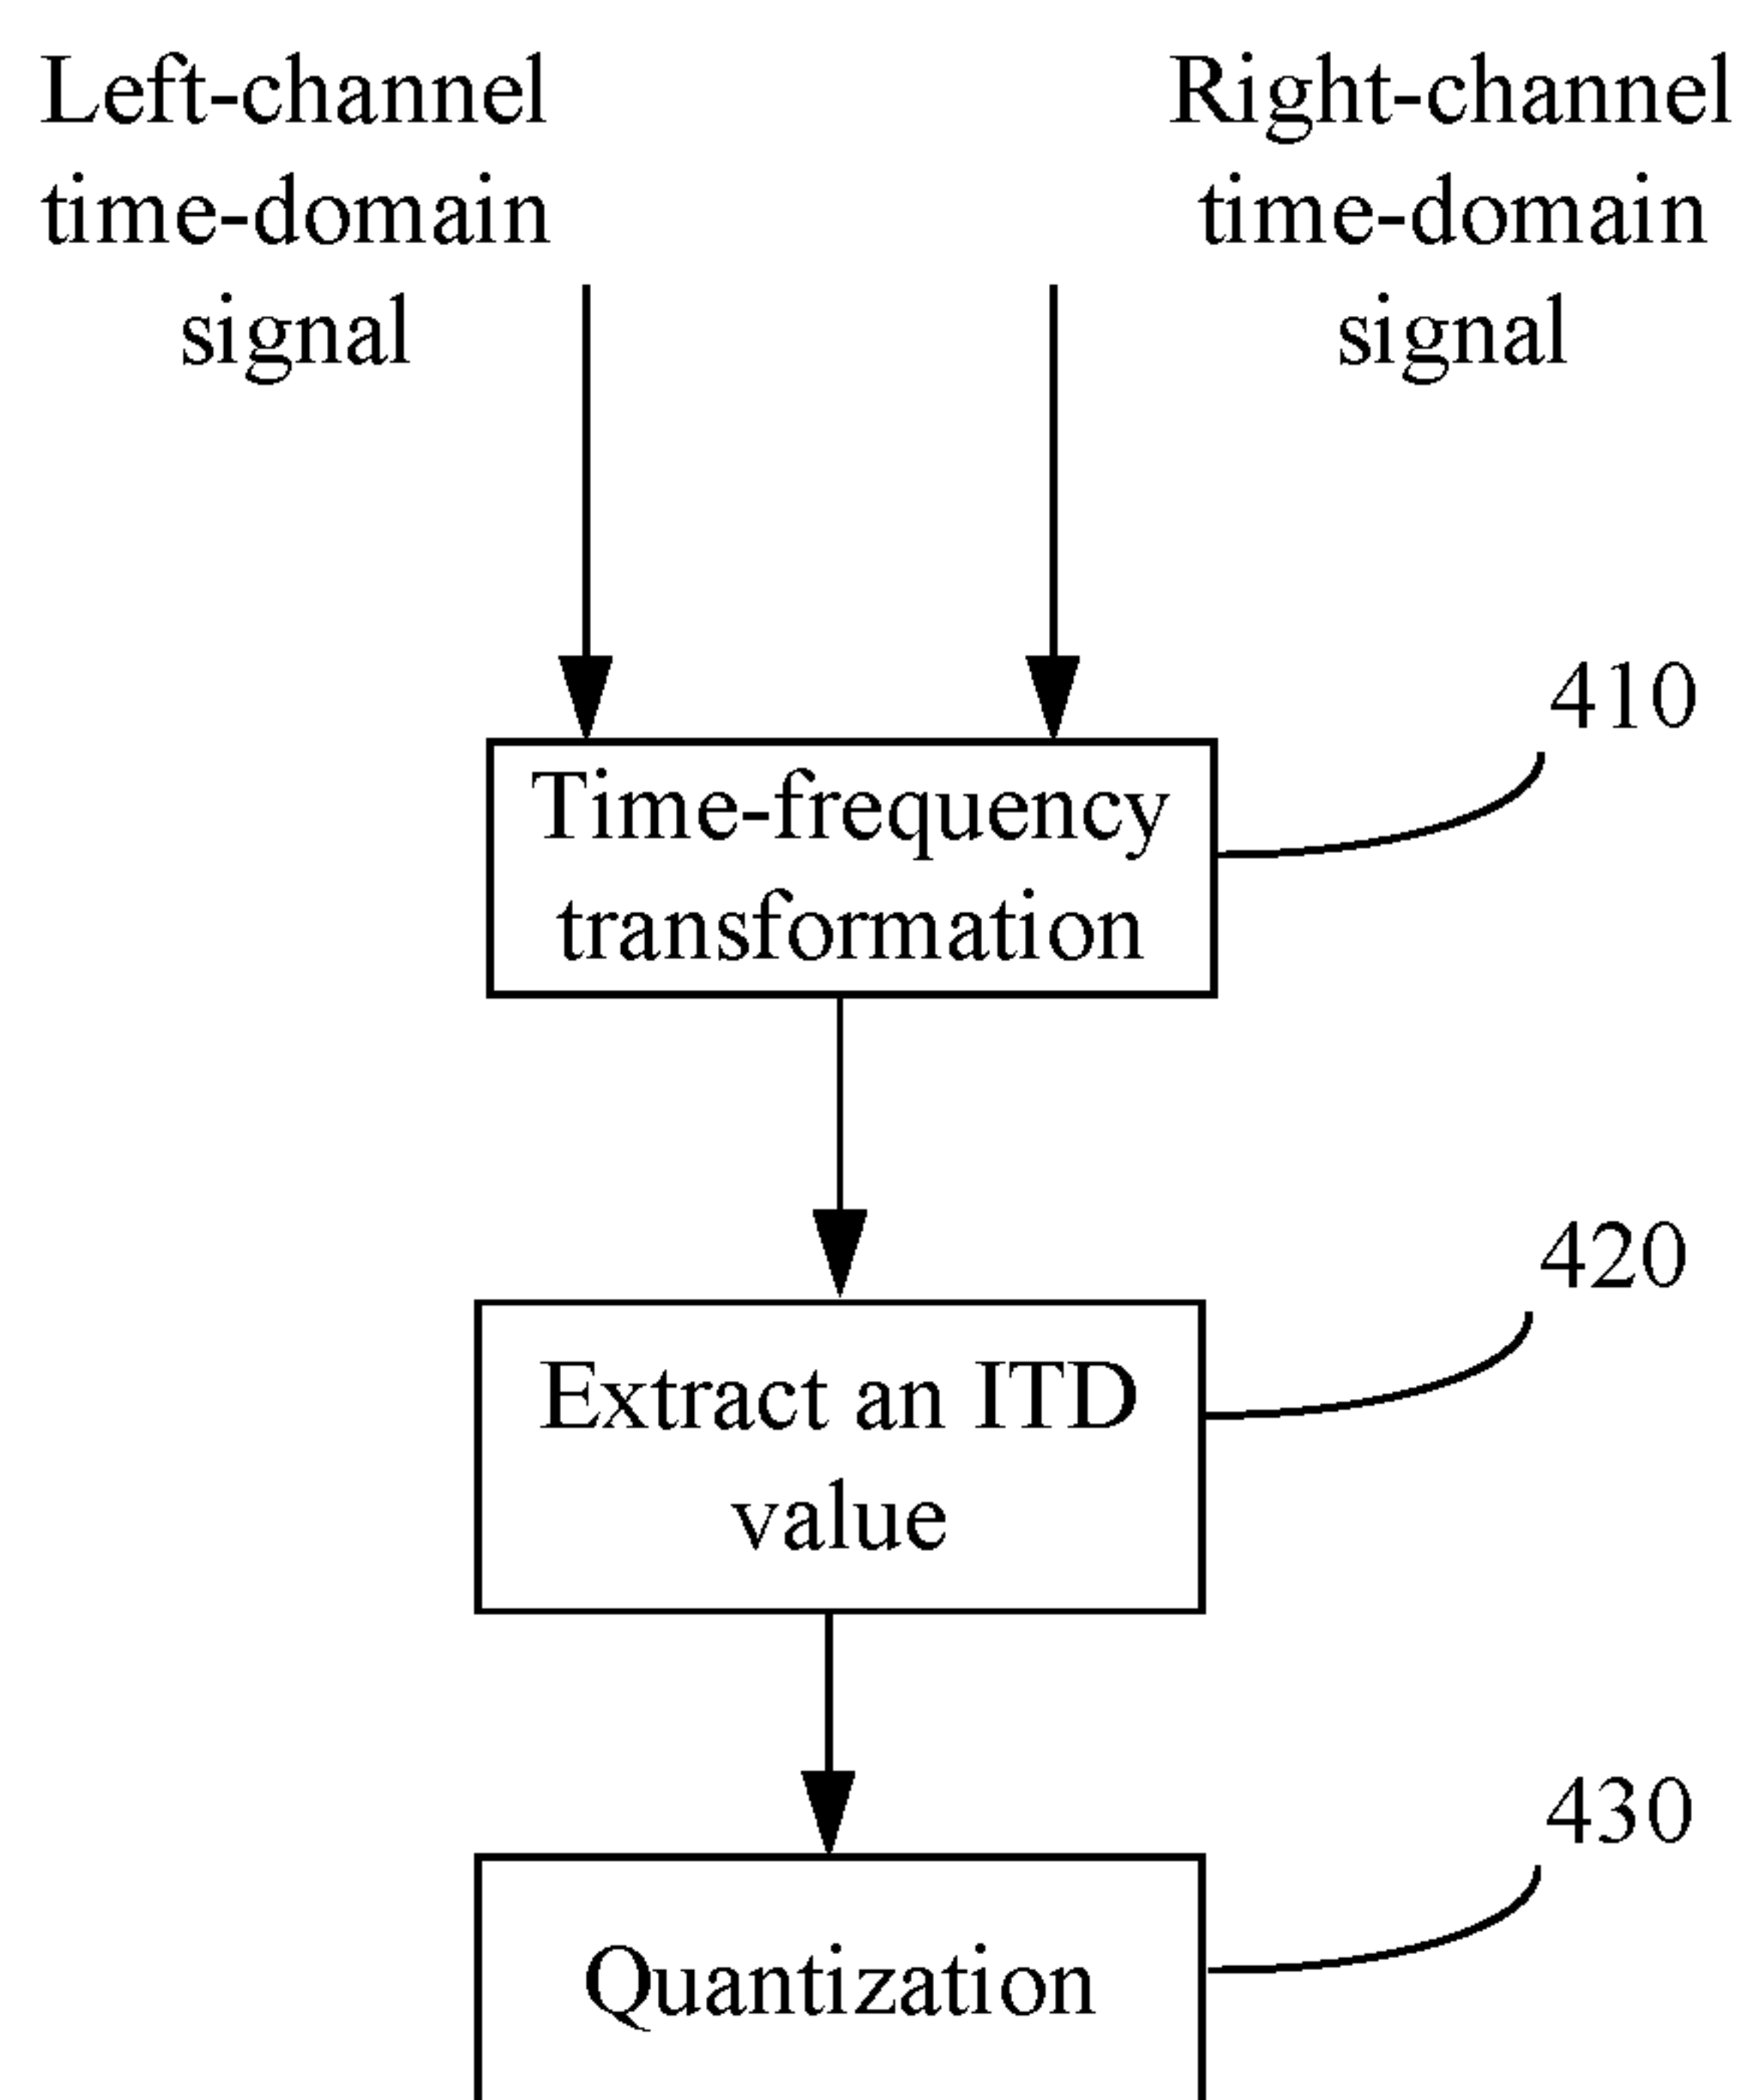 Left-channel
time-domain
signal
Right-channel
time-domain
signal
410
Time-frequency
transformation
420
Extract an ITD
value
430
Quantization